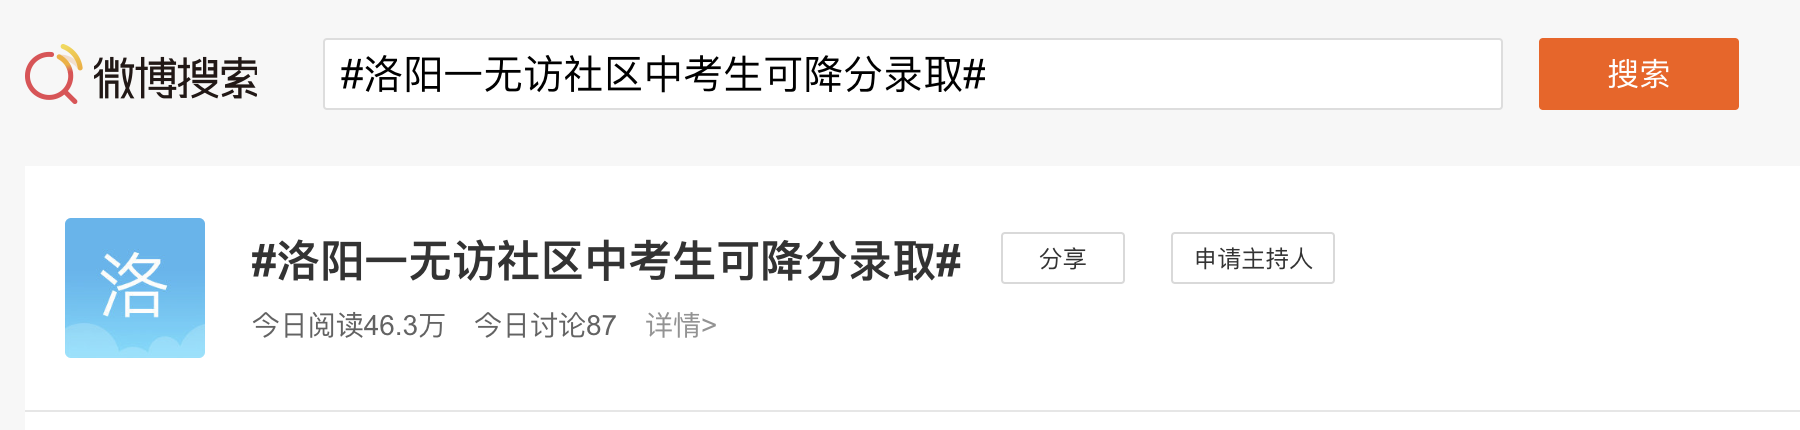 微博搜索
#洛阳一无访社区中考生可降分录取#
搜索
洛
#洛阳一无访社区中考生可降分录取#
分享
申请主持人
今日阅读46.3万 今日讨论87 详情>